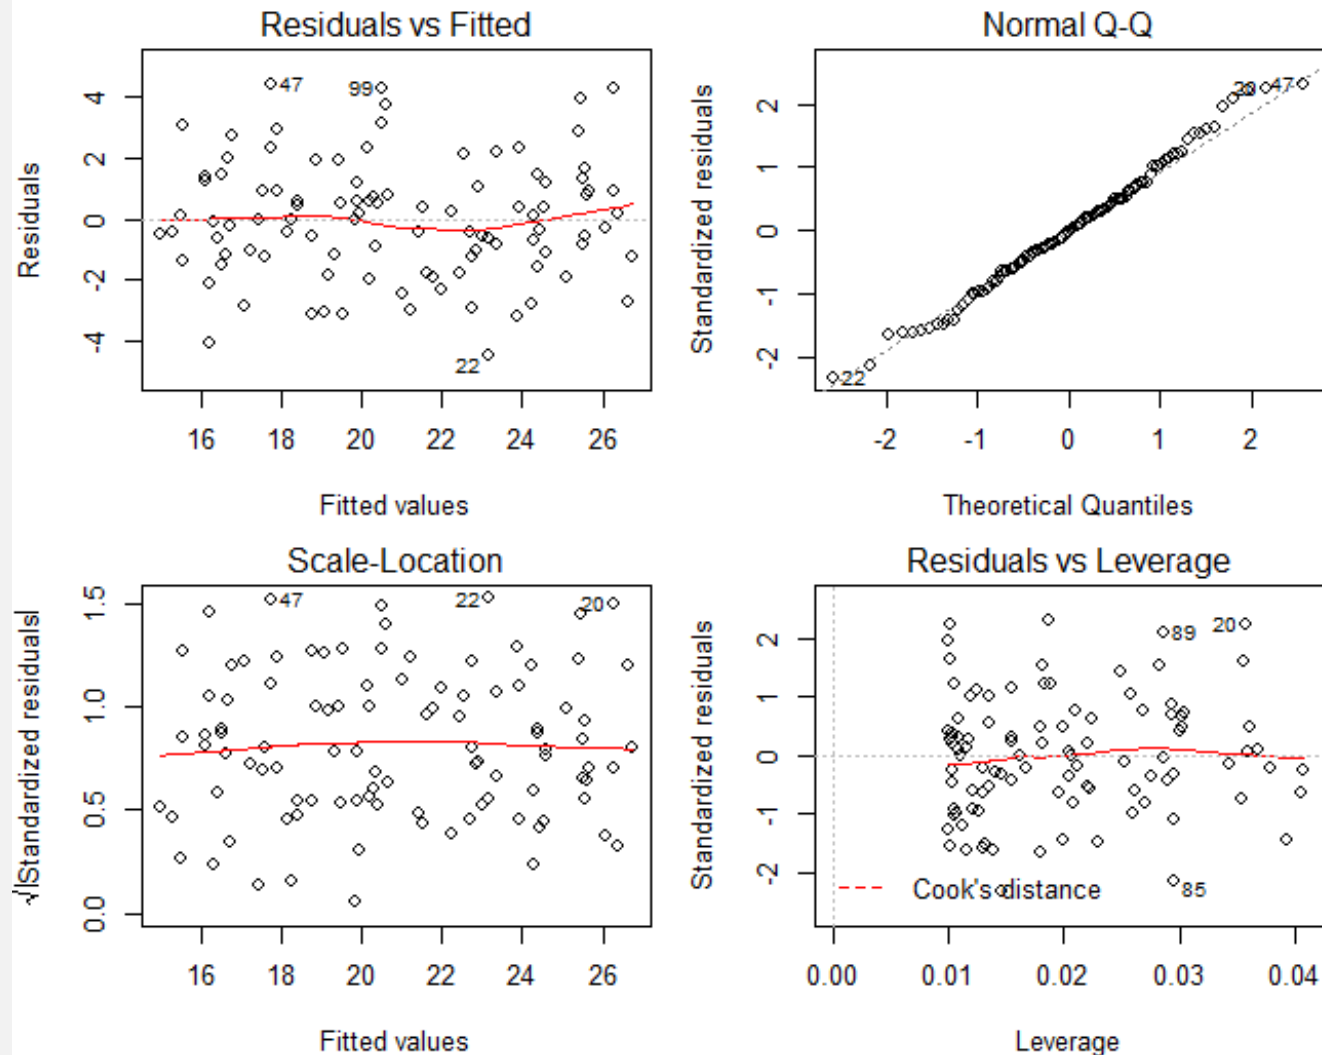 Residuals vs Fitted
Residuals
4
2
0
-2
-4
47
99
22
16 18 20 22 24 26
Fitted values
Normal Q-Q
Standardized residuals
2
1
0
-1
-2
47
22
-2 -1 0 1 2
Theoretical Quantiles
Scale-Location
√|Standardized residuals|
1.5
1.0
0.5
0.0
47
22
20
16 18 20 22 24 26
Fitted values
Residuals vs Leverage
Standardized residuals
2
1
0
-1
-2
89
20
85
Cook's distance
0.00 0.01 0.02 0.03 0.04
Leverage